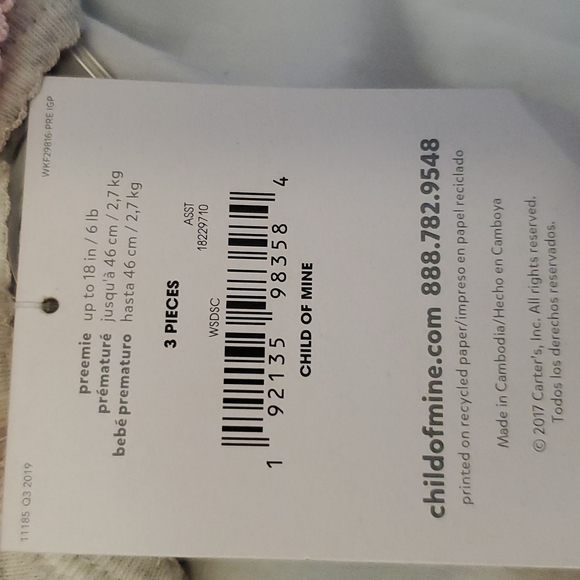 11185 Q3 2019
WKF29816-PRE IGP
preemie up to 18 in / 6 lb
prématuré jusqu'à 46 cm / 2,7 kg
bebé prematuro hasta 46 cm / 2,7 kg
3 PIECES
ASST
WSDSC 18229710
1 92135 98358 4
CHILD OF MINE
childofmine.com 888.782.9548
printed on recycled paper/impreso en papel reciclado
Made in Cambodia/Hecho en Camboya
© 2017 Carter's, Inc. All rights reserved.
Todos los derechos reservados.